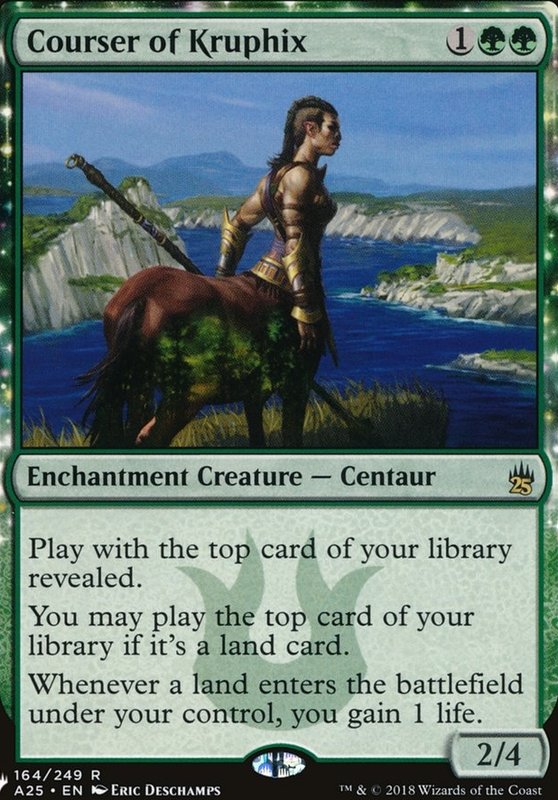 Courser of Kruphix 1
Enchantment Creature — Centaur 25
Play with the top card of your library
revealed.
You may play the top card of your
library if it's a land card.
Whenever a land enters the battlefield
under your control, you gain 1 life.
2/4
164/249 R
A25 • EN Eric Deschamps ™ & © 2018 Wizards of the Coast